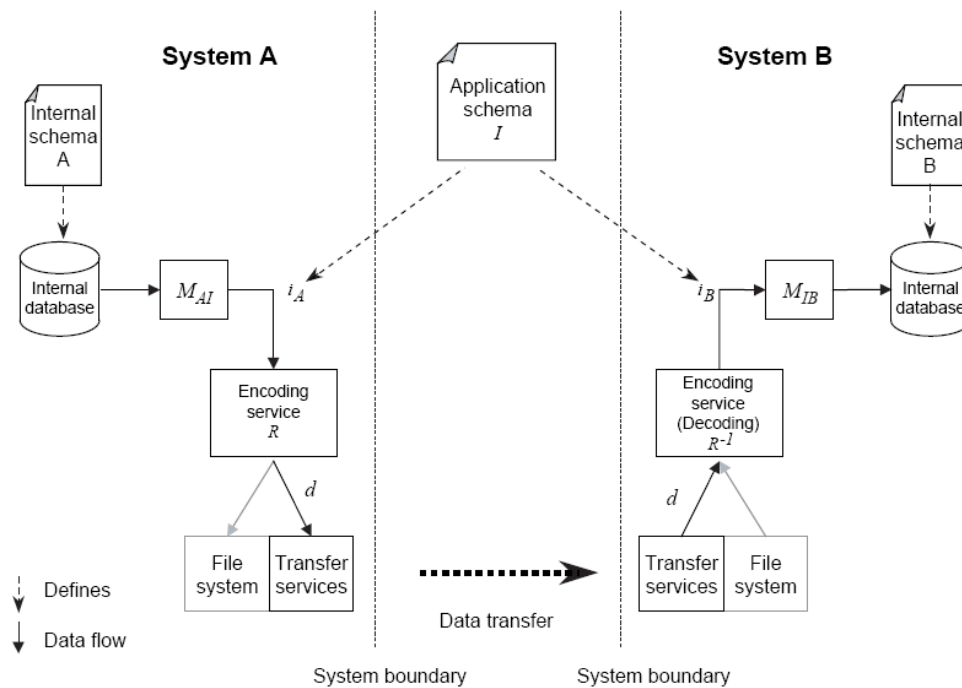 System A
System B
Application
schema
I
Internal
schema
A
Internal
schema
B
Internal
database
M_AI
i_A
i_B
M_IB
Internal
database
Encoding
service
R
Encoding
service
(Decoding)
R^-1
d
d
File
system
Transfer
services
Transfer
services
File
system
Defines
Data flow
Data transfer
System boundary
System boundary